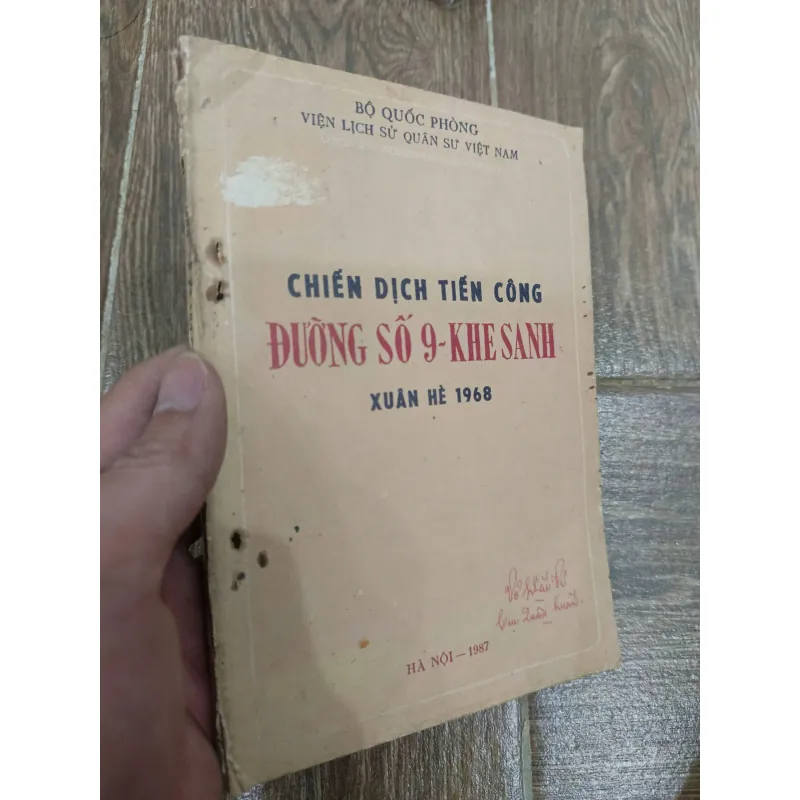 BỘ QUỐC PHÒNG
VIỆN LỊCH SỬ QUÂN SỰ VIỆT NAM
CHIẾN DỊCH TIẾN CÔNG
ĐƯỜNG SỐ 9-KHE SANH
XUÂN HÈ 1968
HÀ NỘI — 1987